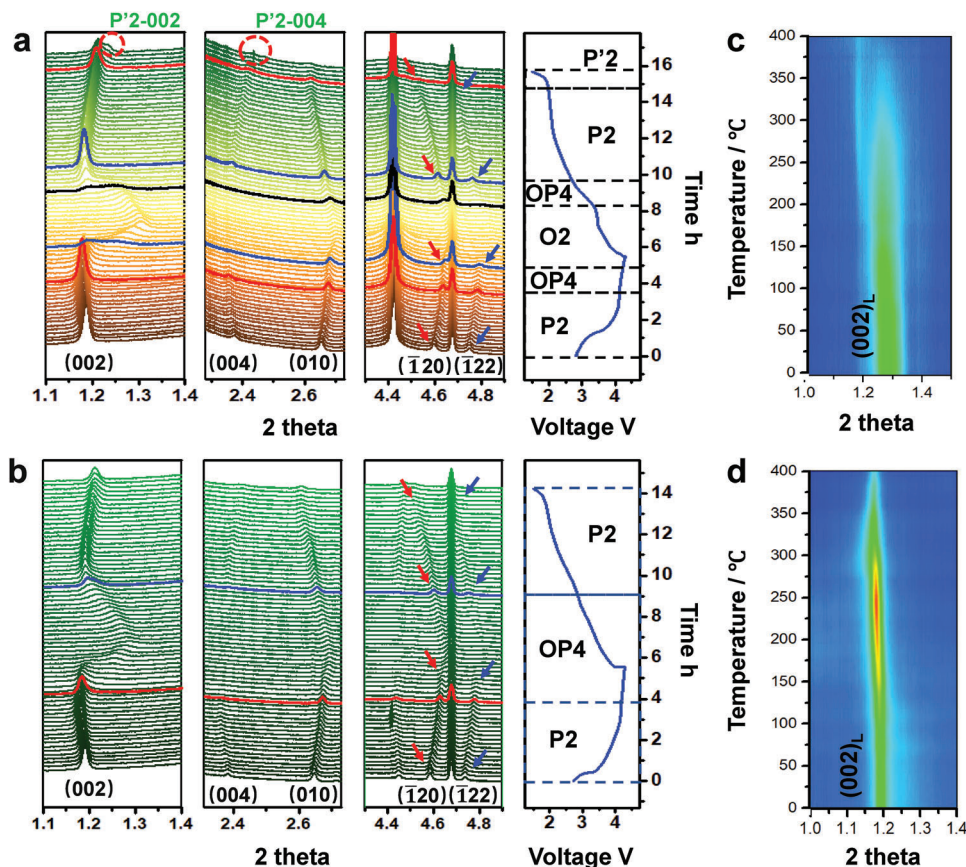 P'2-002 P'2-004
a
(002)
(004) (010)
(1̅20) (1̅22)
1.1 1.2 1.3 1.4
2.4 2.6
4.4 4.6 4.8
2 theta
P'2
P2
OP4
O2
OP4
P2
16
14
12
10
8
6
4
2
0
Time h
2 3 4
Voltage V
c
400
350
300
250
200
150
100
50
0
Temperature / °C
(002)L
1.0 1.2 1.4
2 theta
b
(002)
(004) (010)
(1̅20) (1̅22)
1.1 1.2 1.3 1.4
2.4 2.6
4.4 4.6 4.8
2 theta
P2
OP4
P2
14
12
10
8
6
4
2
0
Time h
2 3 4
Voltage V
d
400
350
300
250
200
150
100
50
0
Temperature / °C
(002)L
1.0 1.2 1.4
2 theta